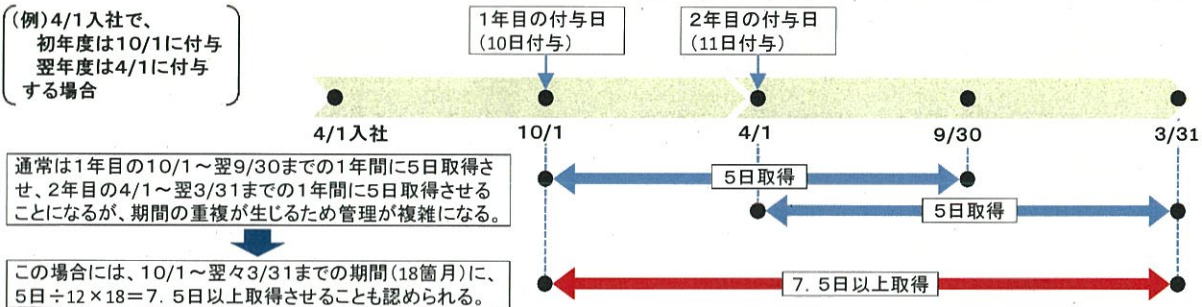 (例)4/1入社で、
初年度は10/1に付与
翌年度は4/1に付与
する場合
1年目の付与日
(10日付与)
2年目の付与日
(11日付与)
4/1入社
10/1
4/1
9/30
3/31
通常は1年目の10/1～翌9/30までの1年間に5日取得さ
せ、2年目の4/1～翌3/31までの1年間に5日取得させる
ことになるが、期間の重複が生じるため管理が複雑になる。
5日取得
5日取得
この場合には、10/1～翌々3/31までの期間(18箇月)に、
5日÷12×18=7.5日以上取得させることも認められる。
7.5日以上取得